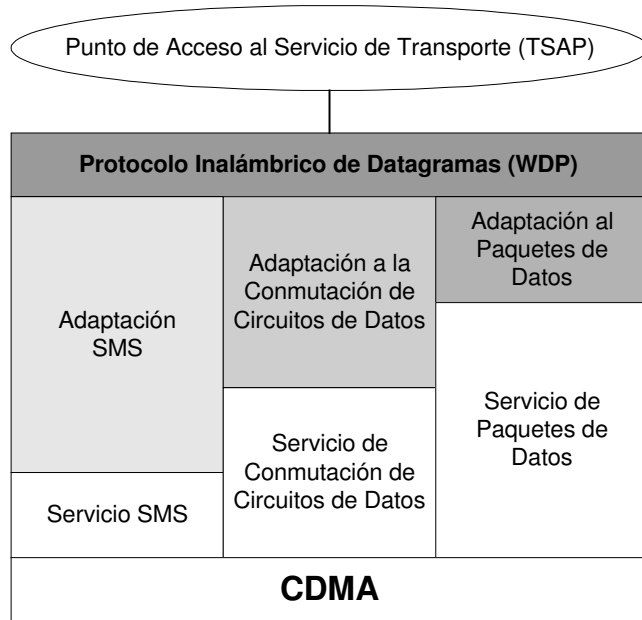 Punto de Acceso al Servicio de Transporte (TSAP)
Protocolo Inalámbrico de Datagramas (WDP)
Adaptación
SMS
Servicio SMS
Adaptación a la
Conmutación de
Circuitos de Datos
Servicio de
Conmutación de
Circuitos de Datos
Adaptación al
Paquetes de
Datos
Servicio de
Paquetes de
Datos
CDMA